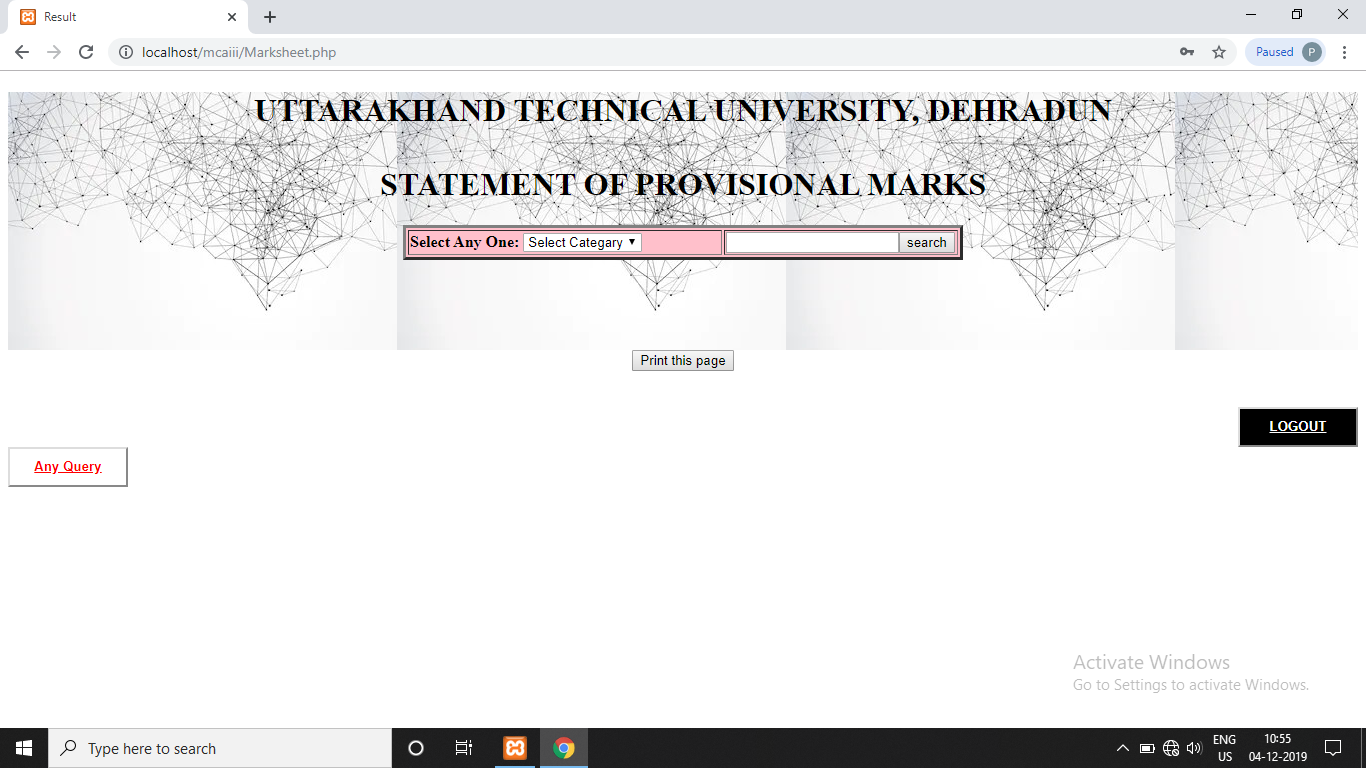 Result
localhost/mcaiii/Marksheet.php
Paused P
UTTARAKHAND TECHNICAL UNIVERSITY, DEHRADUN
STATEMENT OF PROVISIONAL MARKS
Select Any One: Select Categary search
Print this page
LOGOUT
Any Query
Activate Windows
Go to Settings to activate Windows.
Type here to search
ENG 10:55
US 04-12-2019